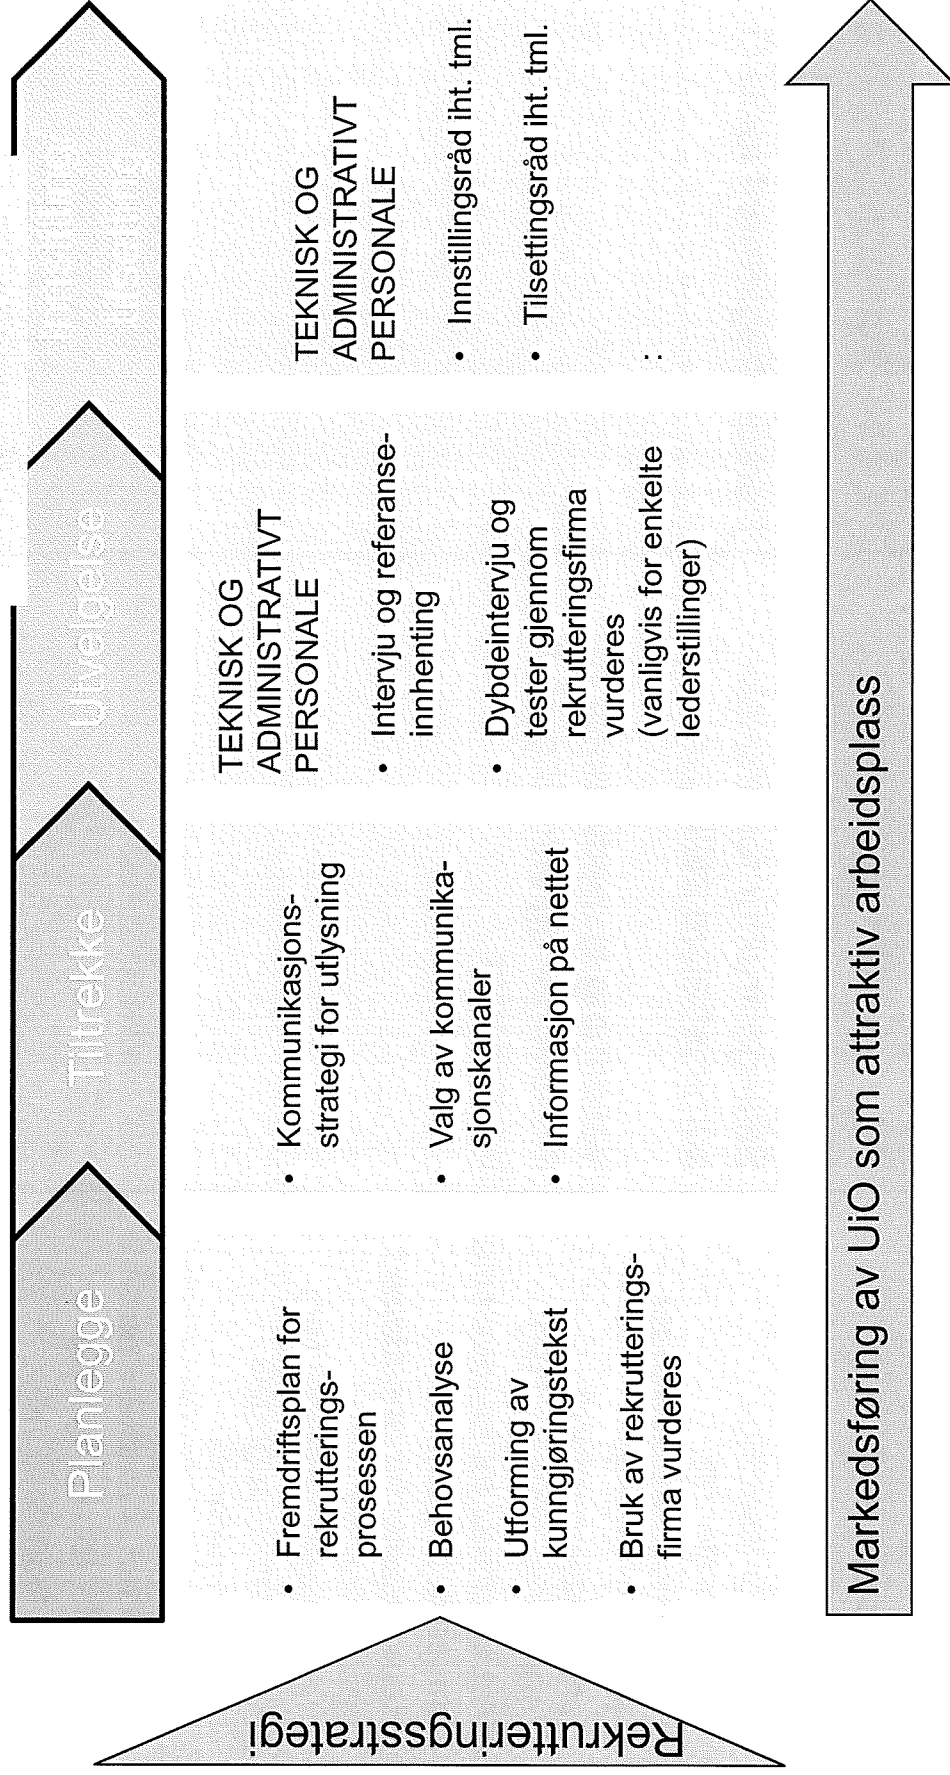 Rekrutteringsstrategi
Planlegge
Tiltrekke
Utvelgelse
• Fremdriftsplan for
rekrutterings-
prosessen
• Behovsanalyse
• Utforming av
kunngjøringstekst
• Bruk av rekrutterings-
firma vurderes
• Kommunikasjons-
strategi for utlysning
• Valg av kommunika-
sjonskanaler
• Informasjon på nettet
TEKNISK OG
ADMINISTRATIVT
PERSONALE
• Intervju og referanse-
innhenting
• Dybdeintervju og
tester gjennom
rekrutteringsfirma
vurderes
(vanligvis for enkelte
lederstillinger)
TEKNISK OG
ADMINISTRATIVT
PERSONALE
• Innstillingsråd iht. tml.
• Tilsettingsråd iht. tml.
:
Markedsføring av UiO som attraktiv arbeidsplass